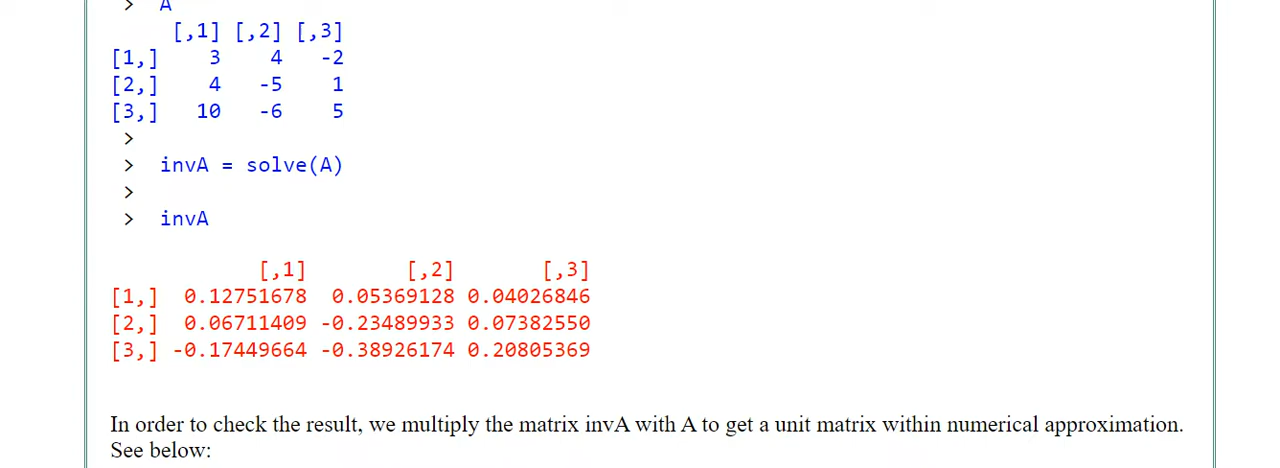 > A
[,1] [,2] [,3]
[1,] 3 4 -2
[2,] 4 -5 1
[3,] 10 -6 5
>
> invA = solve(A)
>
> invA
[,1] [,2] [,3]
[1,] 0.12751678 0.05369128 0.04026846
[2,] 0.06711409 -0.23489933 0.07382550
[3,] -0.17449664 -0.38926174 0.20805369
In order to check the result, we multiply the matrix invA with A to get a unit matrix within numerical approximation.
See below: